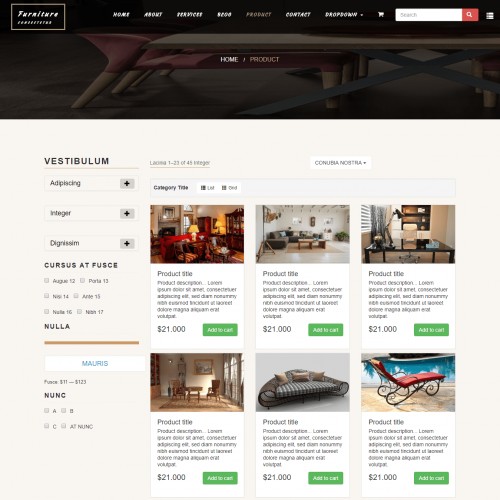 Furniture
CONSECTETUR
HOME
ABOUT
SERVICES
BLOG
PRODUCT
CONTACT
DROPDOWN
Search
HOME / PRODUCT
VESTIBULUM
Adipiscing
Integer
Dignissim
CURSUS AT FUSCE
Augue 12 Porta 13
Nisi 14 Ante 15
Nulla 16 Nibh 17
NULLA
MAURIS
Fusce: $11 — $123
NUNC
A B
C AT NUNC
Lacinia 1–23 of 45 integer
CONUBIA NOSTRA
Category Title
List
Grid
Product title
Product description... Lorem
ipsum dolor sit amet, consectetuer
adipiscing elit, sed diam nonummy
nibh euismod tincidunt ut laoreet
dolore magna aliquam erat
volutpat.
$21.000 Add to cart
Product title
Product description... Lorem
ipsum dolor sit amet, consectetuer
adipiscing elit, sed diam nonummy
nibh euismod tincidunt ut laoreet
dolore magna aliquam erat
volutpat.
$21.000 Add to cart
Product title
Product description... Lorem
ipsum dolor sit amet, consectetuer
adipiscing elit, sed diam nonummy
nibh euismod tincidunt ut laoreet
dolore magna aliquam erat
volutpat.
$21.000 Add to cart
Product title
Product description... Lorem
ipsum dolor sit amet, consectetuer
adipiscing elit, sed diam nonummy
nibh euismod tincidunt ut laoreet
dolore magna aliquam erat
volutpat.
$21.000 Add to cart
Product title
Product description... Lorem
ipsum dolor sit amet, consectetuer
adipiscing elit, sed diam nonummy
nibh euismod tincidunt ut laoreet
dolore magna aliquam erat
volutpat.
$21.000 Add to cart
Product title
Product description... Lorem
ipsum dolor sit amet, consectetuer
adipiscing elit, sed diam nonummy
nibh euismod tincidunt ut laoreet
dolore magna aliquam erat
volutpat.
$21.000 Add to cart